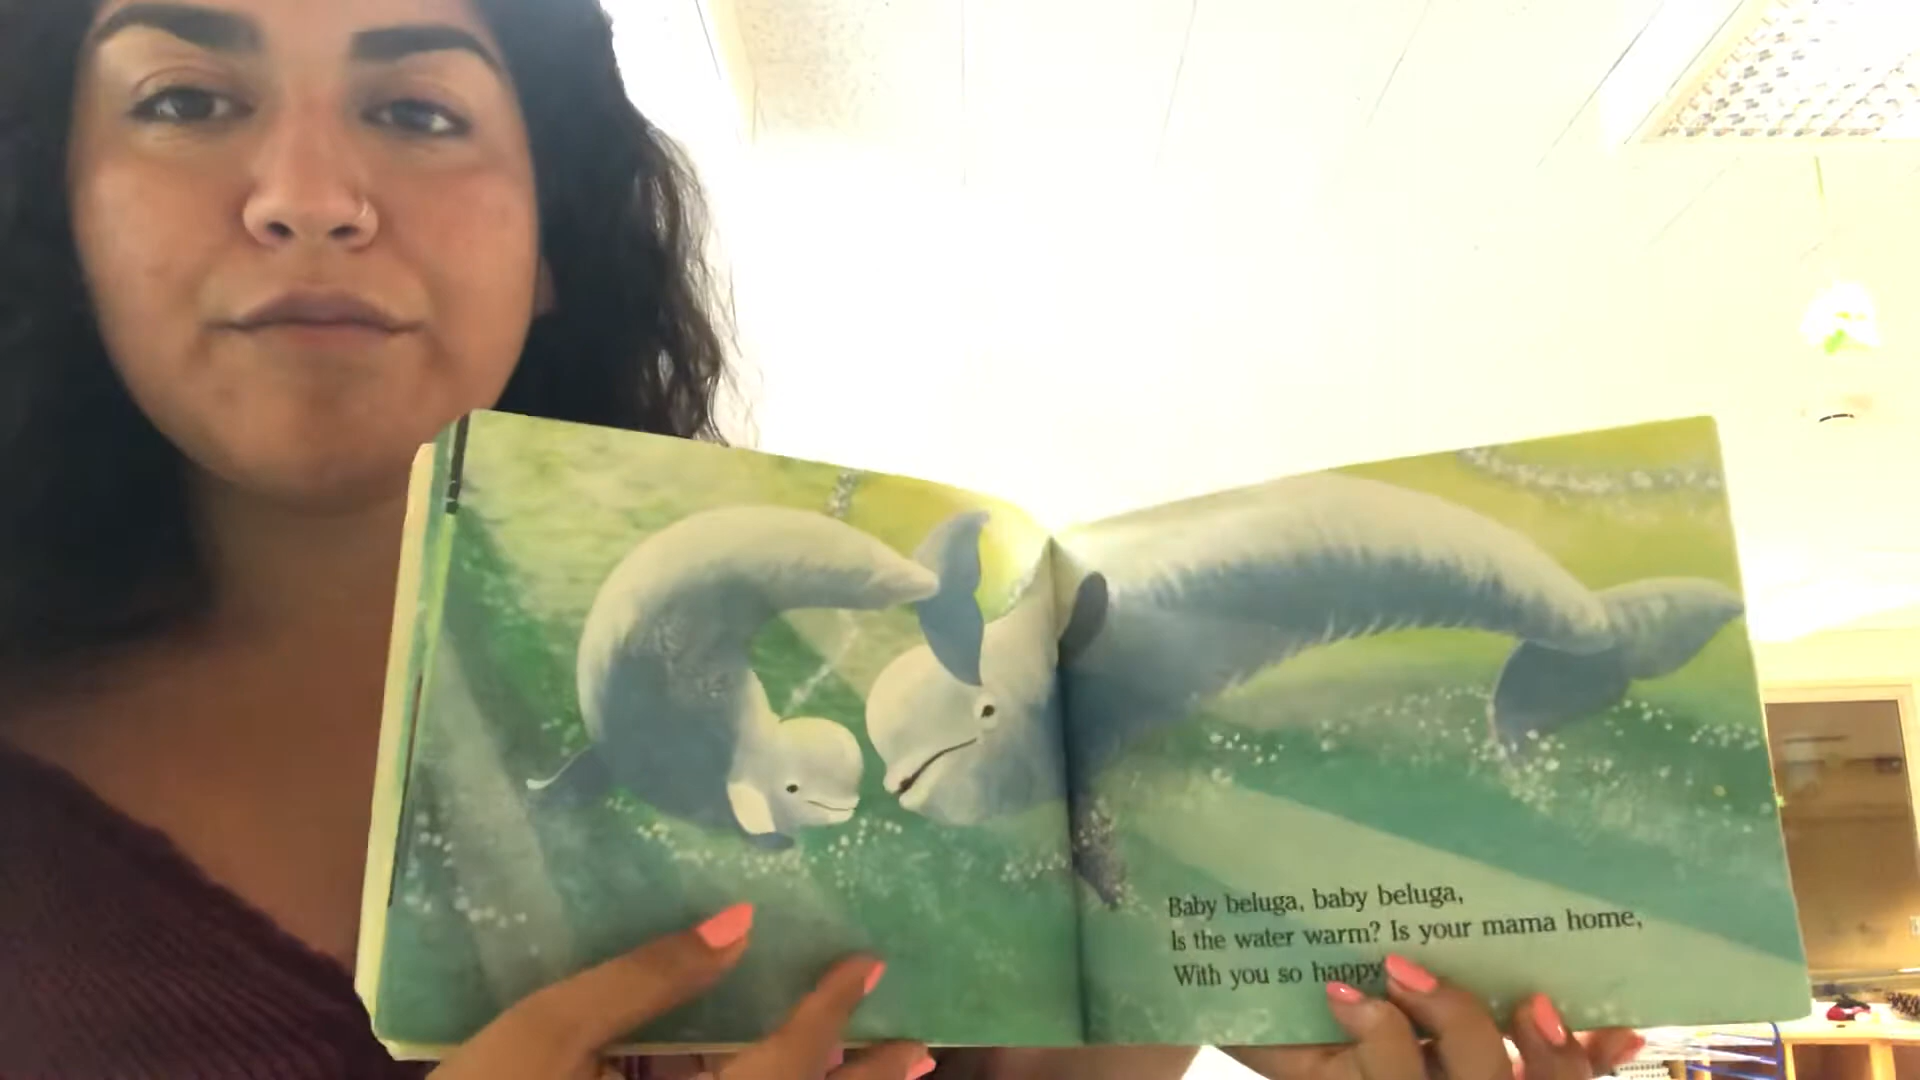 Baby beluga, baby beluga,
Is the water warm? Is your mama home,
With you so happy